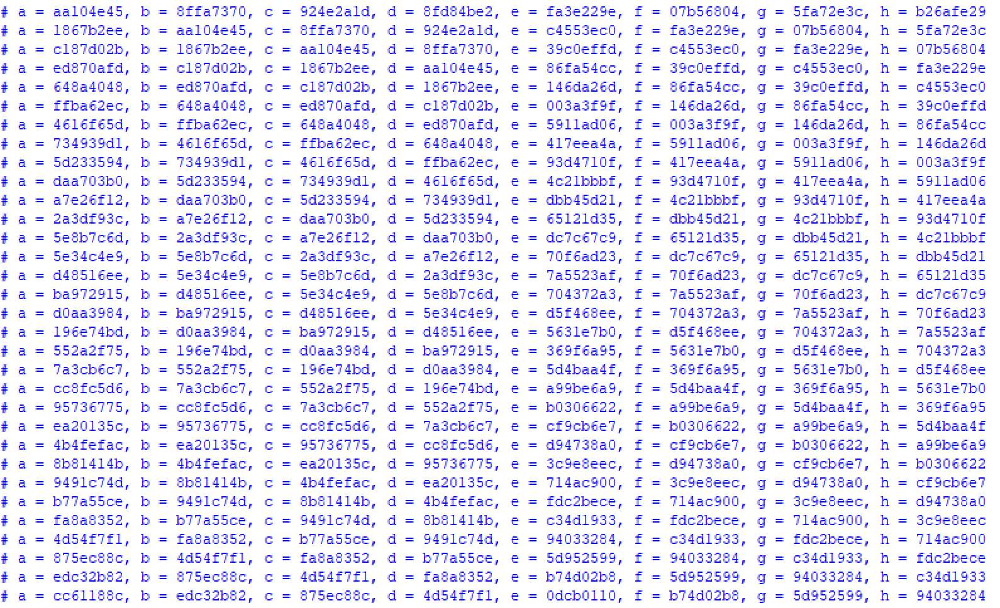 # a = aa104e45, b = 8ffa7370, c = 924e2a1d, d = 8fd84be2, e = fa3e229e, f = 07b56804, g = 5fa72e3c, h = b26afe29
# a = 1867b2ee, b = aa104e45, c = 8ffa7370, d = 924e2a1d, e = c4553ec0, f = fa3e229e, g = 07b56804, h = 5fa72e3c
# a = c187d02b, b = 1867b2ee, c = aa104e45, d = 8ffa7370, e = 39c0effd, f = c4553ec0, g = fa3e229e, h = 07b56804
# a = ed870afd, b = c187d02b, c = 1867b2ee, d = aa104e45, e = 86fa54cc, f = 39c0effd, g = c4553ec0, h = fa3e229e
# a = 648a4048, b = ed870afd, c = c187d02b, d = 1867b2ee, e = 146da26d, f = 86fa54cc, g = 39c0effd, h = c4553ec0
# a = ffba62ec, b = 648a4048, c = ed870afd, d = c187d02b, e = 003a3f9f, f = 146da26d, g = 86fa54cc, h = 39c0effd
# a = 4616f65d, b = ffba62ec, c = 648a4048, d = ed870afd, e = 5911ad06, f = 003a3f9f, g = 146da26d, h = 86fa54cc
# a = 734939d1, b = 4616f65d, c = ffba62ec, d = 648a4048, e = 417eea4a, f = 5911ad06, g = 003a3f9f, h = 146da26d
# a = 5d233594, b = 734939d1, c = 4616f65d, d = ffba62ec, e = 93d4710f, f = 417eea4a, g = 5911ad06, h = 003a3f9f
# a = daa703b0, b = 5d233594, c = 734939d1, d = 4616f65d, e = 4c21bbbf, f = 93d4710f, g = 417eea4a, h = 5911ad06
# a = a7e26f12, b = daa703b0, c = 5d233594, d = 734939d1, e = dbb45d21, f = 4c21bbbf, g = 93d4710f, h = 417eea4a
# a = 2a3df93c, b = a7e26f12, c = daa703b0, d = 5d233594, e = 65121d35, f = dbb45d21, g = 4c21bbbf, h = 93d4710f
# a = 5e8b7c6d, b = 2a3df93c, c = a7e26f12, d = daa703b0, e = dc7c67c9, f = 65121d35, g = dbb45d21, h = 4c21bbbf
# a = 5e34c4e9, b = 5e8b7c6d, c = 2a3df93c, d = a7e26f12, e = 70f6ad23, f = dc7c67c9, g = 65121d35, h = dbb45d21
# a = d48516ee, b = 5e34c4e9, c = 5e8b7c6d, d = 2a3df93c, e = 7a5523af, f = 70f6ad23, g = dc7c67c9, h = 65121d35
# a = ba972915, b = d48516ee, c = 5e34c4e9, d = 5e8b7c6d, e = 704372a3, f = 7a5523af, g = 70f6ad23, h = dc7c67c9
# a = d0aa3984, b = ba972915, c = d48516ee, d = 5e34c4e9, e = d5f468ee, f = 704372a3, g = 7a5523af, h = 70f6ad23
# a = 196e74bd, b = d0aa3984, c = ba972915, d = d48516ee, e = 5631e7b0, f = d5f468ee, g = 704372a3, h = 7a5523af
# a = 552a2f75, b = 196e74bd, c = d0aa3984, d = ba972915, e = 369f6a95, f = 5631e7b0, g = d5f468ee, h = 704372a3
# a = 7a3cb6c7, b = 552a2f75, c = 196e74bd, d = d0aa3984, e = 5d4baa4f, f = 369f6a95, g = 5631e7b0, h = d5f468ee
# a = cc8fc5d6, b = 7a3cb6c7, c = 552a2f75, d = 196e74bd, e = a99be6a9, f = 5d4baa4f, g = 369f6a95, h = 5631e7b0
# a = 95736775, b = cc8fc5d6, c = 7a3cb6c7, d = 552a2f75, e = b0306622, f = a99be6a9, g = 5d4baa4f, h = 369f6a95
# a = ea20135c, b = 95736775, c = cc8fc5d6, d = 7a3cb6c7, e = cf9cb6e7, f = b0306622, g = a99be6a9, h = 5d4baa4f
# a = 4b4fefac, b = ea20135c, c = 95736775, d = cc8fc5d6, e = d94738a0, f = cf9cb6e7, g = b0306622, h = a99be6a9
# a = 8b81414b, b = 4b4fefac, c = ea20135c, d = 95736775, e = 3c9e8eec, f = d94738a0, g = cf9cb6e7, h = b0306622
# a = 9491c74d, b = 8b81414b, c = 4b4fefac, d = ea20135c, e = 714ac900, f = 3c9e8eec, g = d94738a0, h = cf9cb6e7
# a = b77a55ce, b = 9491c74d, c = 8b81414b, d = 4b4fefac, e = fdc2bece, f = 714ac900, g = 3c9e8eec, h = d94738a0
# a = fa8a8352, b = b77a55ce, c = 9491c74d, d = 8b81414b, e = c34d1933, f = fdc2bece, g = 714ac900, h = 3c9e8eec
# a = 4d54f7f1, b = fa8a8352, c = b77a55ce, d = 9491c74d, e = 94033284, f = c34d1933, g = fdc2bece, h = 714ac900
# a = 875ec88c, b = 4d54f7f1, c = fa8a8352, d = b77a55ce, e = 5d952599, f = 94033284, g = c34d1933, h = fdc2bece
# a = edc32b82, b = 875ec88c, c = 4d54f7f1, d = fa8a8352, e = b74d02b8, f = 5d952599, g = 94033284, h = c34d1933
# a = cc61188c, b = edc32b82, c = 875ec88c, d = 4d54f7f1, e = 0dcb0110, f = b74d02b8, g = 5d952599, h = 94033284